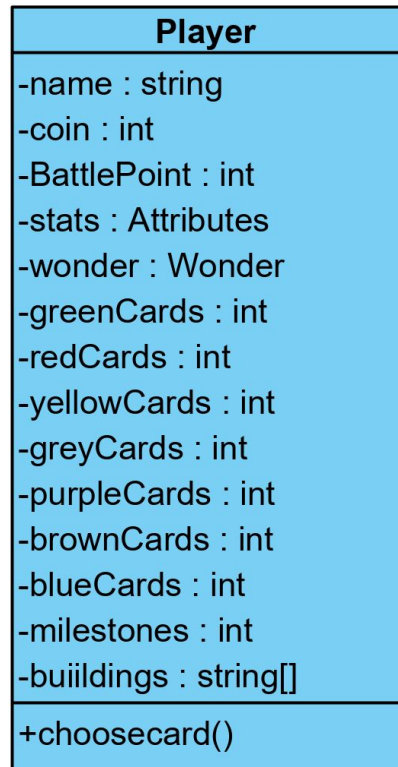 Player
-name : string
-coin : int
-BattlePoint : int
-stats : Attributes
-wonder : Wonder
-greenCards : int
-redCards : int
-yellowCards : int
-greyCards : int
-purpleCards : int
-brownCards : int
-blueCards : int
-milestones : int
-buiildings : string[]
+choosecard()